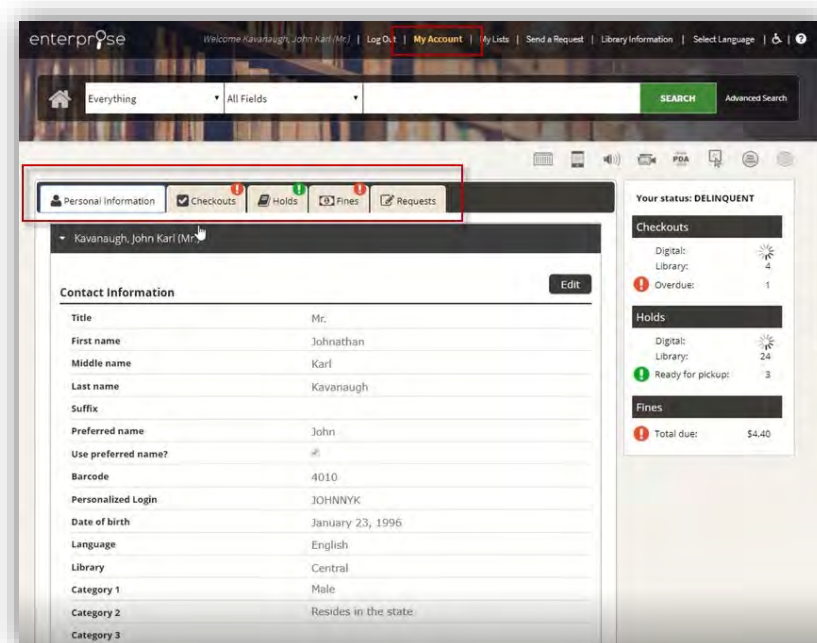 enterprise
Welcome Kavanaugh, John Karl (Mr.) | Log Out | My Account | My Lists | Send a Request | Library Information | Select Language
Everything All Fields SEARCH Advanced Search
PDA
Personal Information Checkouts Holds Fines Requests
Kavanaugh, John Karl (Mr.)
Contact Information Edit
Title Mr.
First name Johnathan
Middle name Karl
Last name Kavanaugh
Suffix
Preferred name John
Use preferred name?
Barcode 4010
Personalized Login JOHNNYK
Date of birth January 23, 1996
Language English
Library Central
Category 1 Male
Category 2 Resides in the state
Category 3
Your status: DELINQUENT
Checkouts
Digital:
Library: 4
Overdue: 1
Holds
Digital:
Library: 24
Ready for pickup: 3
Fines
Total due: $4.40